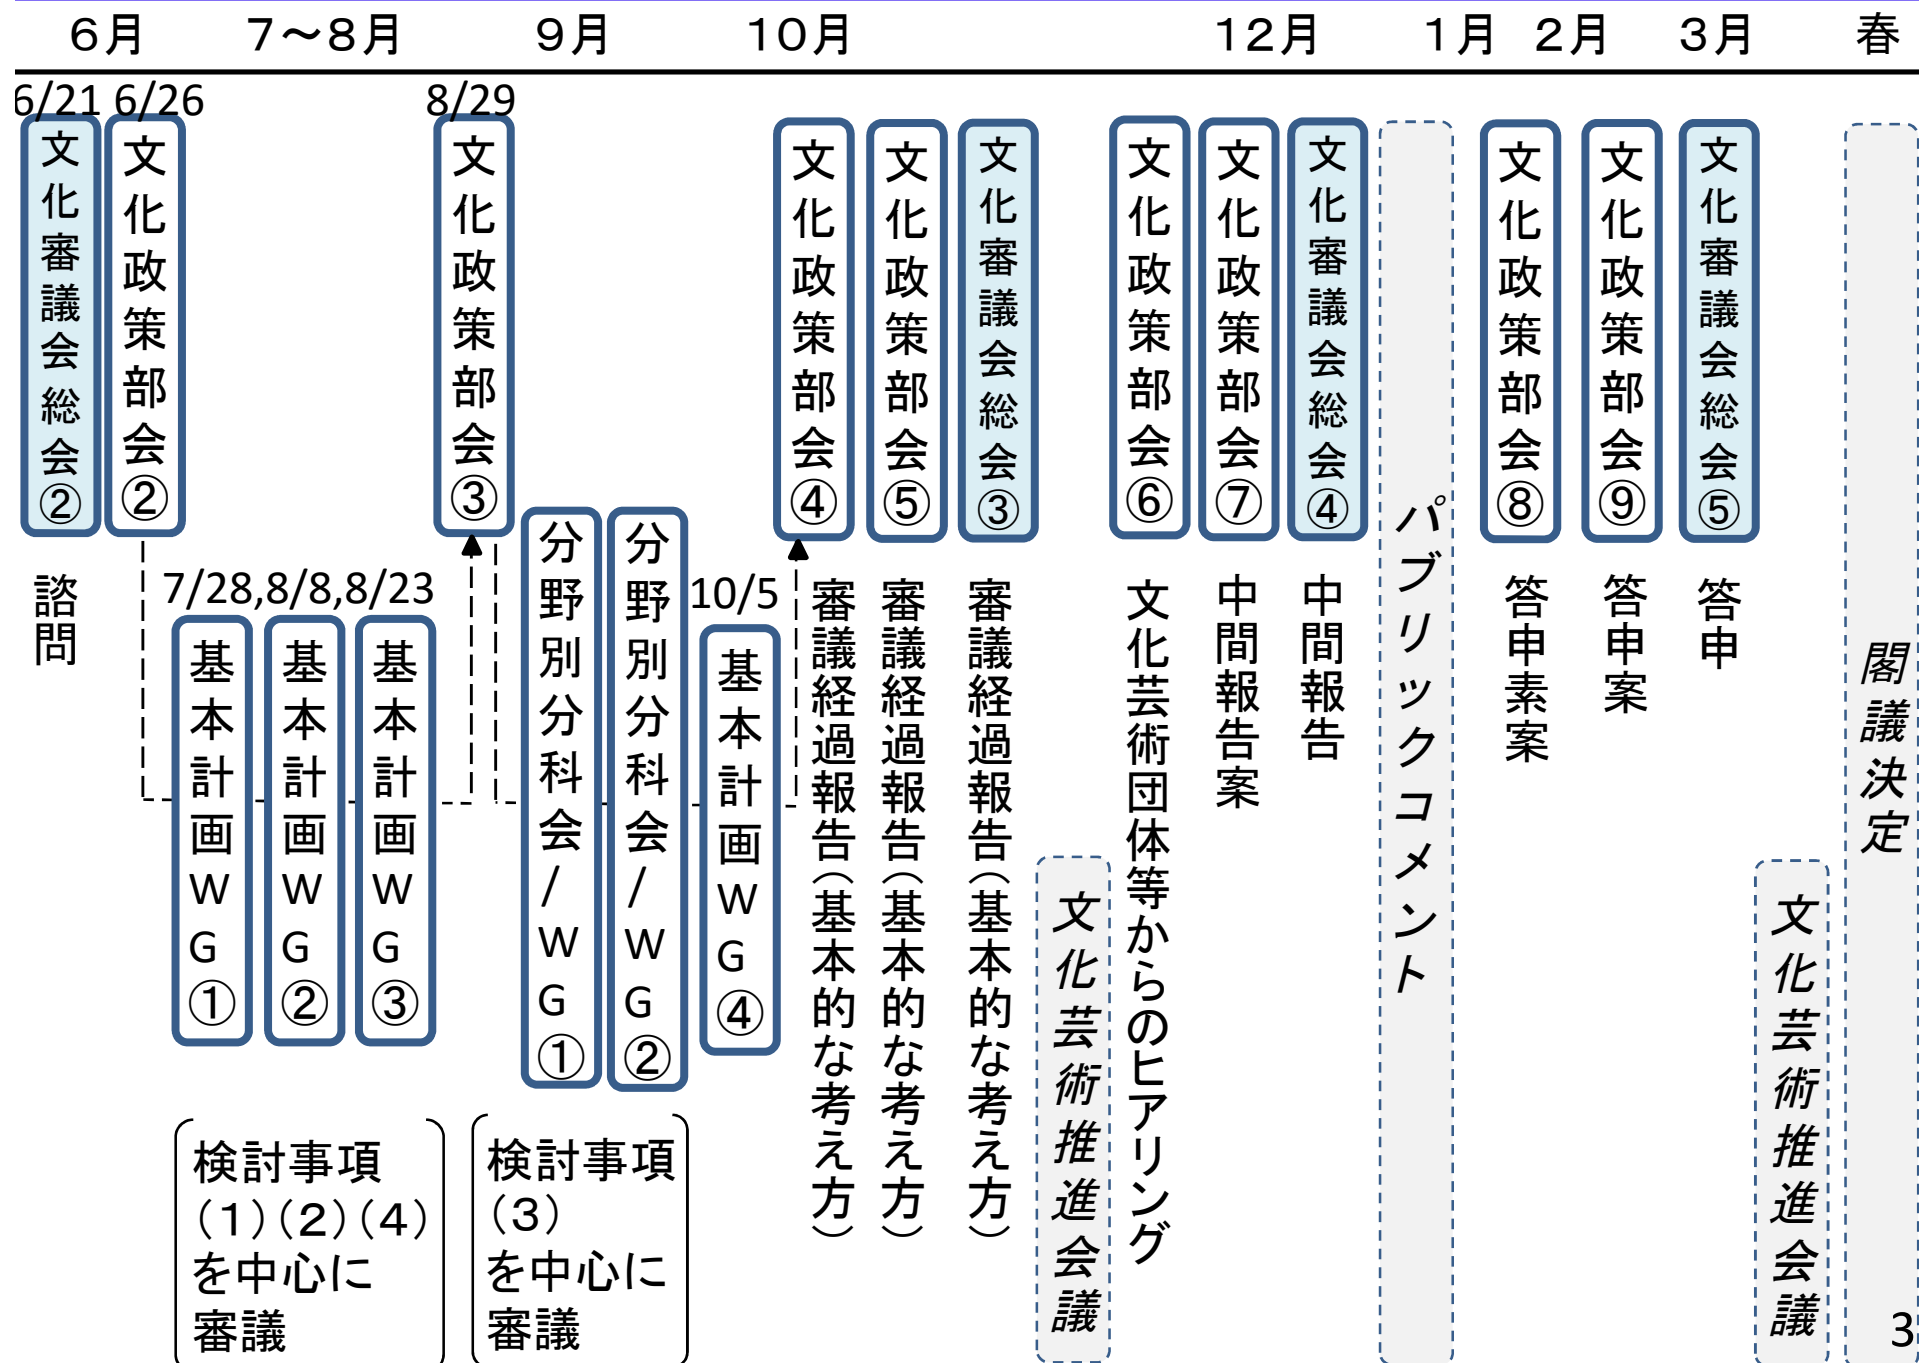 6月
7～8月
9月
10月
12月
1月
2月
3月
春
6/21
6/26
8/29
文化審議会総会②
文化政策部会②
文化政策部会③
文化政策部会④
文化政策部会⑤
文化審議会総会③
文化政策部会⑥
文化政策部会⑦
文化審議会総会④
パブリックコメント
文化政策部会⑧
文化政策部会⑨
文化審議会総会⑤
閣議決定
諮問
7/28,8/8,8/23
基本計画WG①
基本計画WG②
基本計画WG③
分野別分科会/WG①
分野別分科会/WG②
10/5
基本計画WG④
審議経過報告(基本的な考え方)
審議経過報告(基本的な考え方)
審議経過報告(基本的な考え方)
文化芸術推進会議
文化芸術団体等からのヒアリング
中間報告案
中間報告
答申素案
答申案
答申
文化芸術推進会議
検討事項
(1)(2)(4)
を中心に
審議
検討事項
(3)
を中心に
審議
3